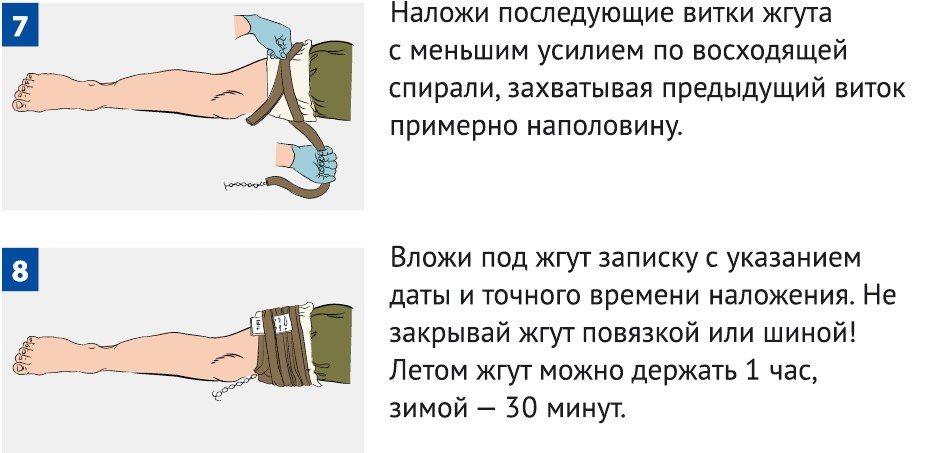 7
Наложи последующие витки жгута
с меньшим усилием по восходящей
спирали, захватывая предыдущий виток
примерно наполовину.
8
Вложи под жгут записку с указанием
даты и точного времени наложения. Не
закрывай жгут повязкой или шиной!
Летом жгут можно держать 1 час,
зимой — 30 минут.